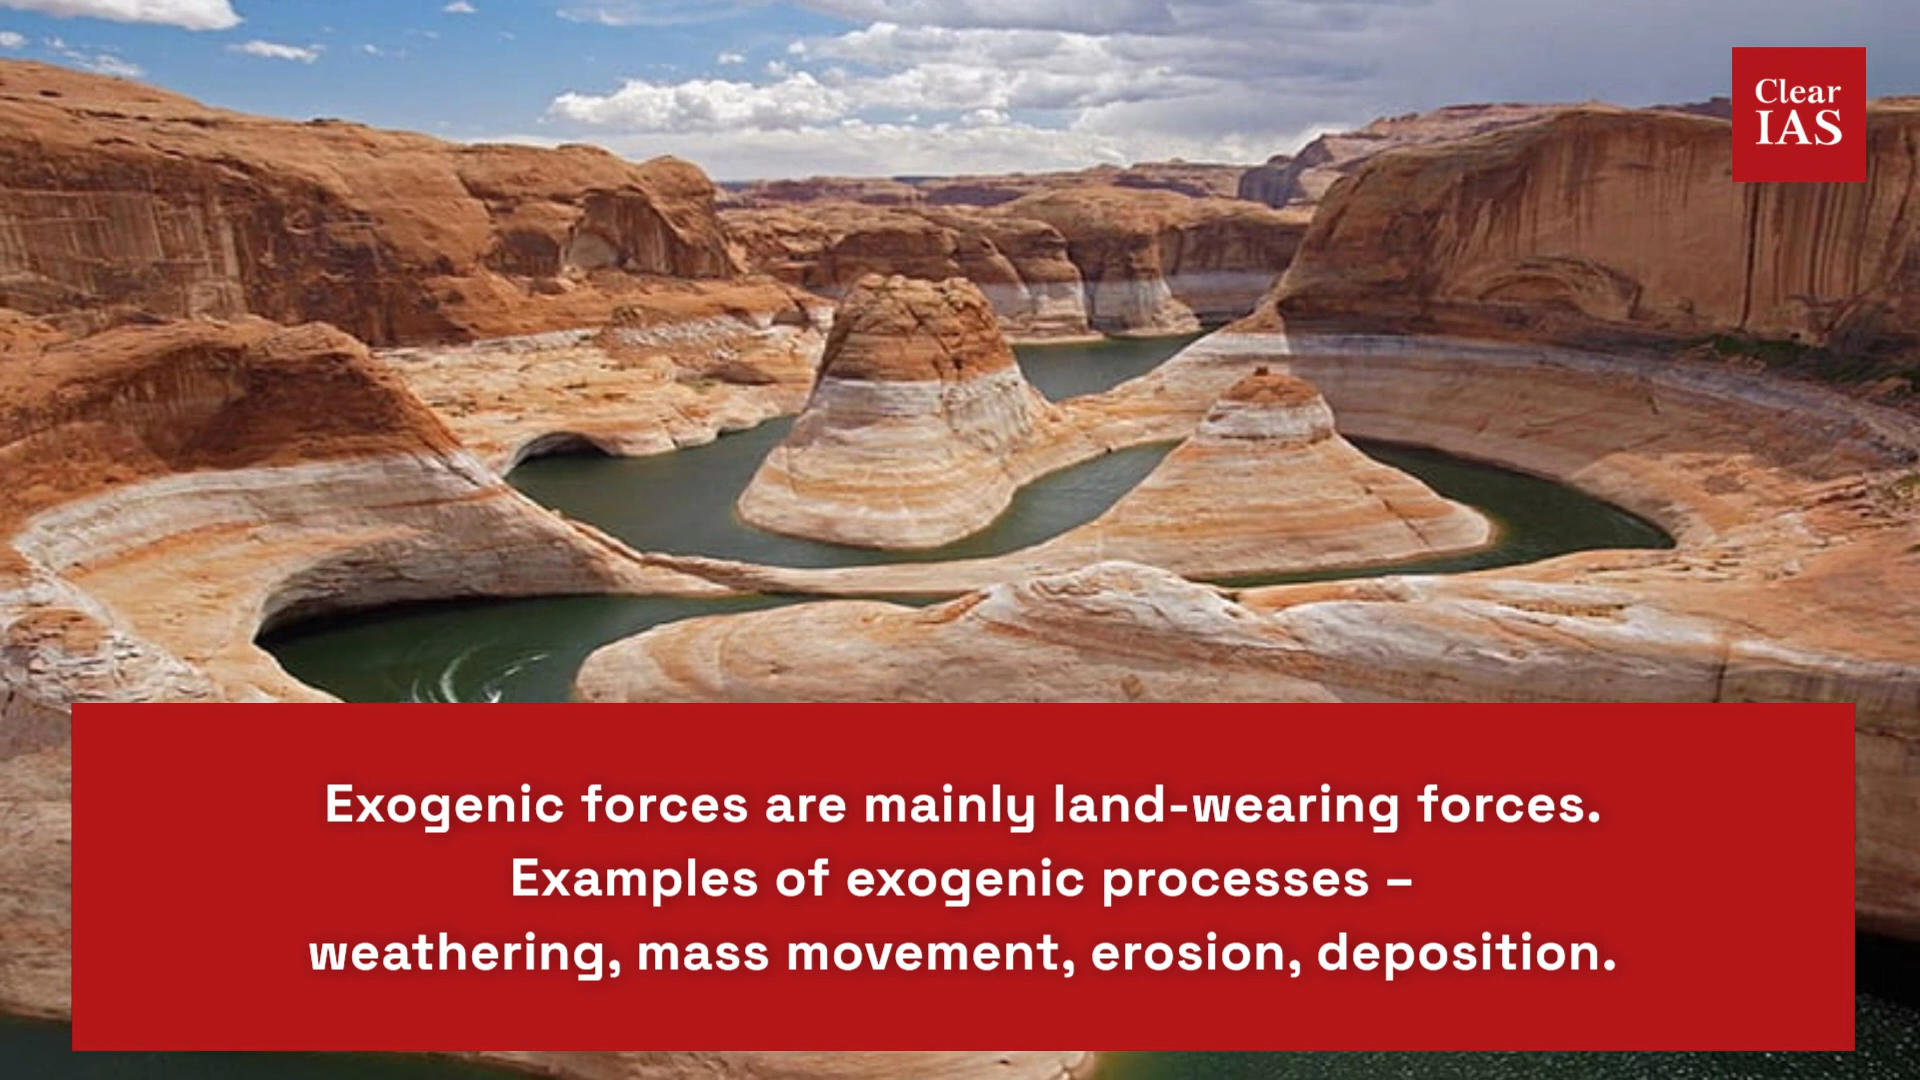 Clear
IAS
Exogenic forces are mainly land-wearing forces.
Examples of exogenic processes –
weathering, mass movement, erosion, deposition.